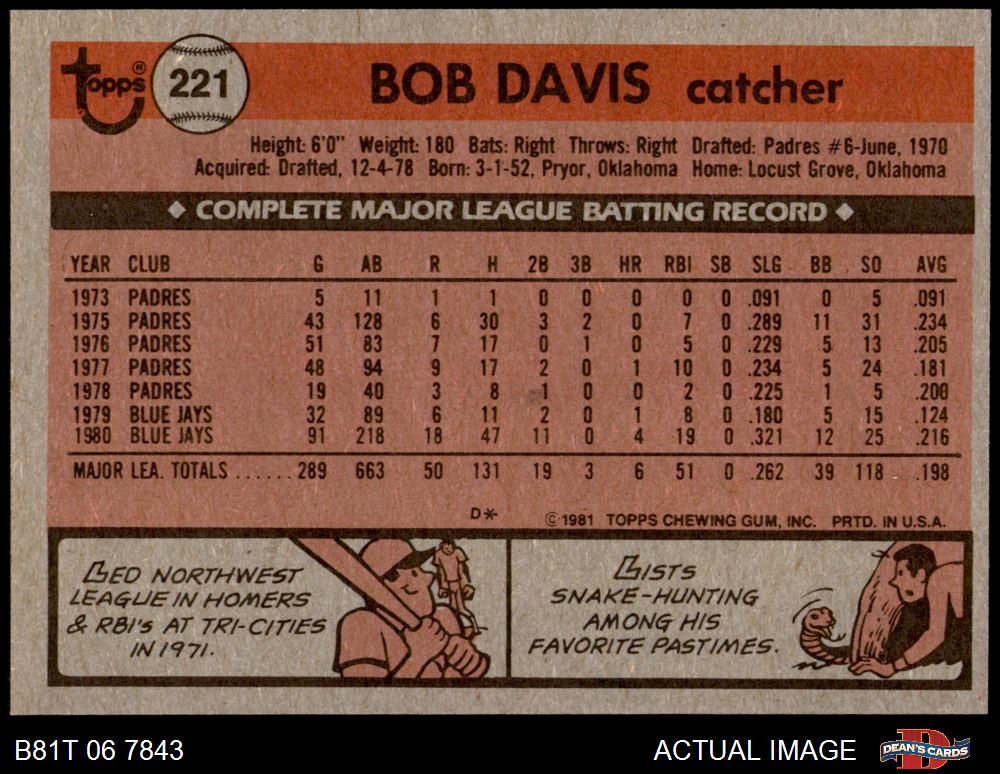 Topps®
221
BOB DAVIS catcher
Height: 6'0" Weight: 180 Bats: Right Throws: Right Drafted: Padres #6-June, 1970
Acquired: Drafted, 12-4-78 Born: 3-1-52, Pryor, Oklahoma Home: Locust Grove, Oklahoma
◆ COMPLETE MAJOR LEAGUE BATTING RECORD ◆
YEAR CLUB G AB R H 2B 3B HR RBI SB SLG BB SO AVG
1973 PADRES 5 11 1 1 0 0 0 0 0 .091 0 5 .091
1975 PADRES 43 128 6 30 3 2 0 7 0 .289 11 31 .234
1976 PADRES 51 83 7 17 0 1 0 5 0 .229 5 13 .205
1977 PADRES 48 94 9 17 2 0 1 10 0 .234 5 24 .181
1978 PADRES 19 40 3 8 1 0 0 2 0 .225 1 5 .200
1979 BLUE JAYS 32 89 6 11 2 0 1 8 0 .180 5 15 .124
1980 BLUE JAYS 91 218 18 47 11 0 4 19 0 .321 12 25 .216
MAJOR LEA. TOTALS ...... 289 663 50 131 19 3 6 51 0 .262 39 118 .198
D* © 1981 TOPPS CHEWING GUM, INC. PRTD. IN U.S.A.
LED NORTHWEST
LEAGUE IN HOMERS
& RBI's AT TRI-CITIES
IN 1971.
LISTS
SNAKE-HUNTING
AMONG HIS
FAVORITE PASTIMES.
B81T 06 7843
ACTUAL IMAGE
DEAN'S CARDS